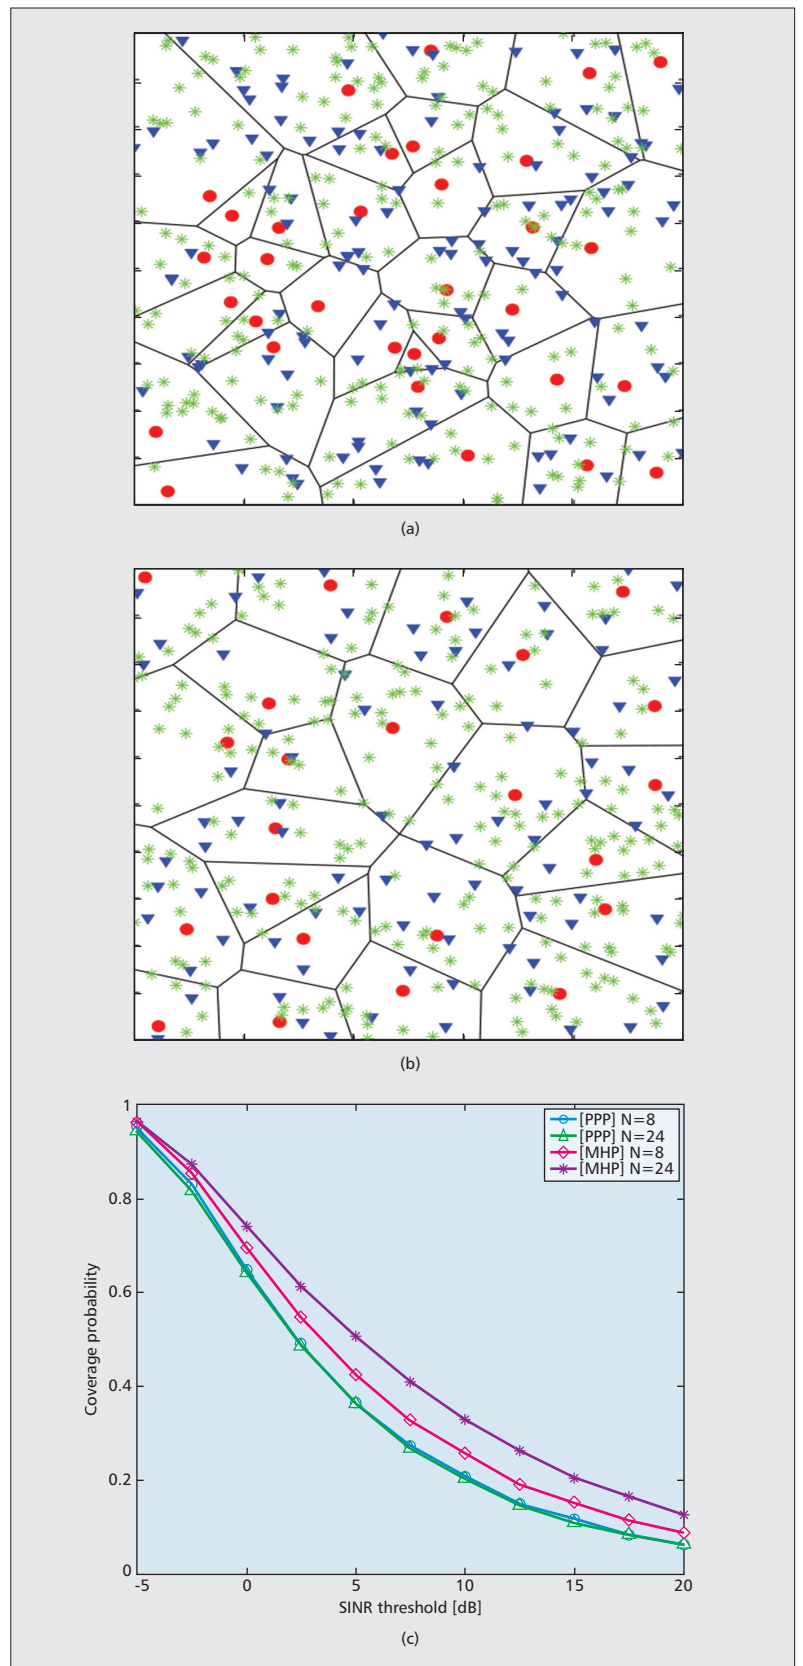 (a)
(b)
1
0.8
0.6
0.4
0.2
0
Coverage probability
[PPP] N=8
[PPP] N=24
[MHP] N=8
[MHP] N=24
-5 0 5 10 15 20
SINR threshold [dB]
(c)